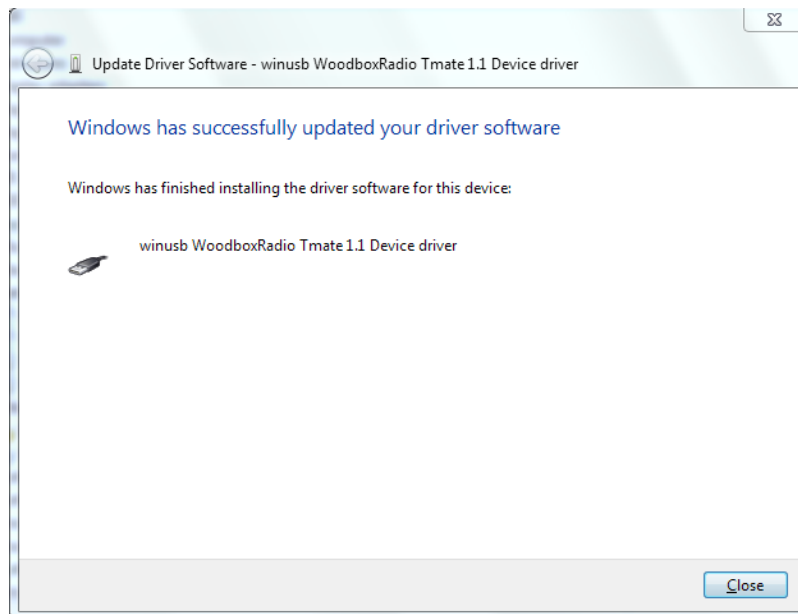 Update Driver Software - winusb WoodboxRadio Tmate 1.1 Device driver
Windows has successfully updated your driver software
Windows has finished installing the driver software for this device:
winusb WoodboxRadio Tmate 1.1 Device driver
Close